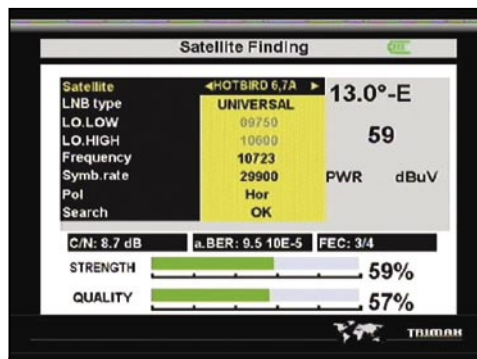 Satellite Finding
Satellite ◄HOTBIRD 6,7A ► 13.0°-E
LNB type UNIVERSAL
LO.LOW 09750 59
LO.HIGH 10600
Frequency 10723
Symb.rate 29900 PWR dBuV
Pol Hor
Search OK
C/N: 8.7 dB a.BER: 9.5 10E-5 FEC: 3/4
STRENGTH 59%
QUALITY 57%
TRIMAX